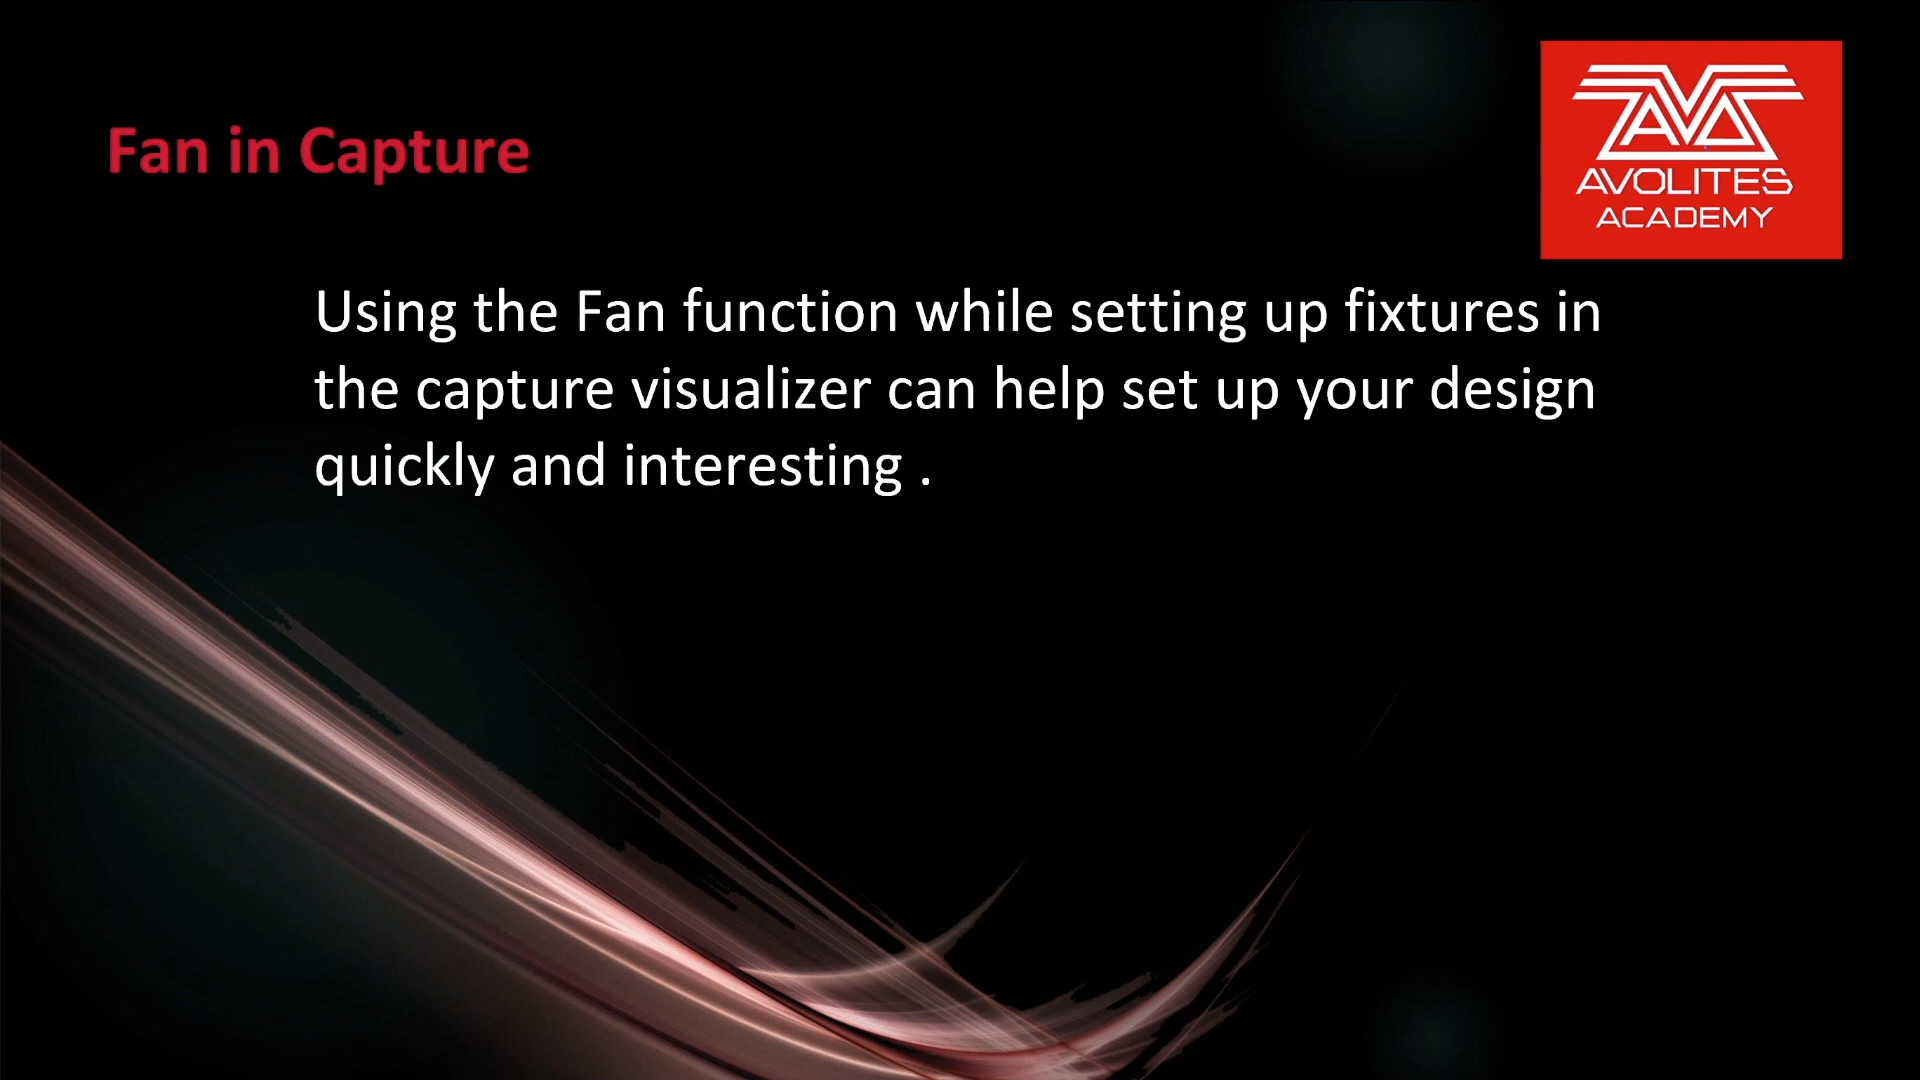 Fan in Capture
AVOLITES
ACADEMY
Using the Fan function while setting up fixtures in
the capture visualizer can help set up your design
quickly and interesting .